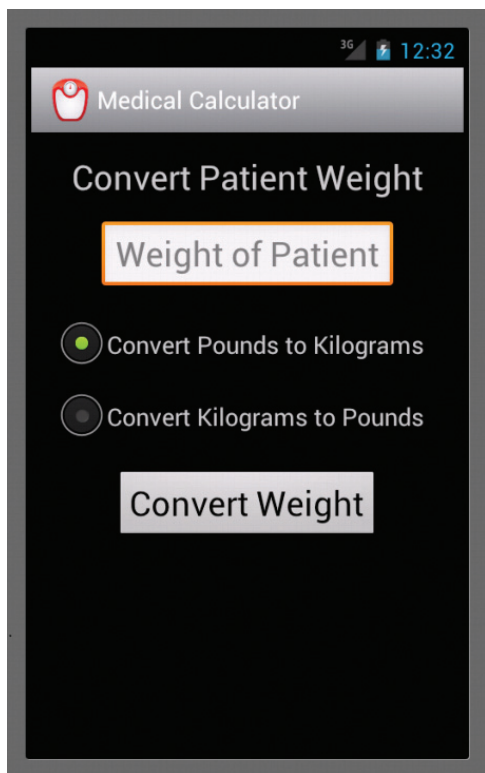 3G 12:32
Medical Calculator
Convert Patient Weight
Weight of Patient
Convert Pounds to Kilograms
Convert Kilograms to Pounds
Convert Weight